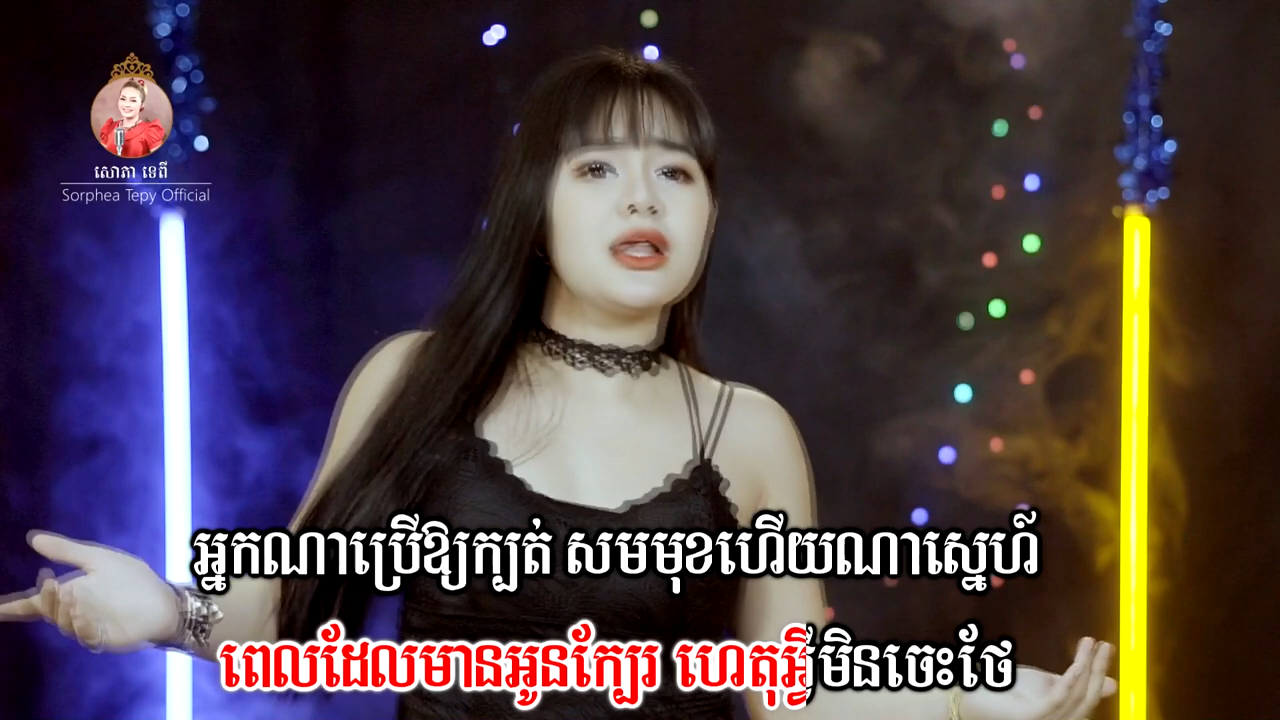 សោភា ទេពី
Sorphea Tepy Official
អ្នកណាប្រើឱ្យក្បត់ សមមុខហើយណាស្នេហ៍
ពេលដែលមានអូនក្បែរ ហេតុអ្វីមិនចេះថែ